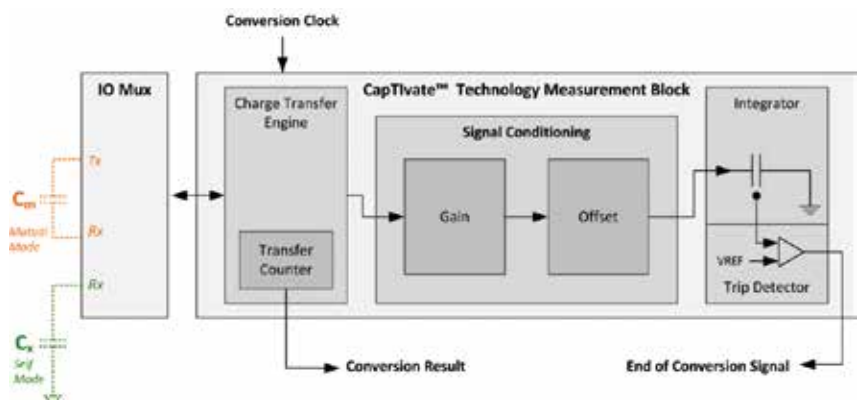 Conversion Clock
IO Mux
CapTIvate™ Technology Measurement Block
Charge Transfer
Engine
Integrator
Signal Conditioning
Tx
Cm
Rx
Mutual
Mode
Gain
Offset
Transfer
Counter
VREF
Trip Detector
Rx
Cx
Self
Mode
Conversion Result
End of Conversion Signal